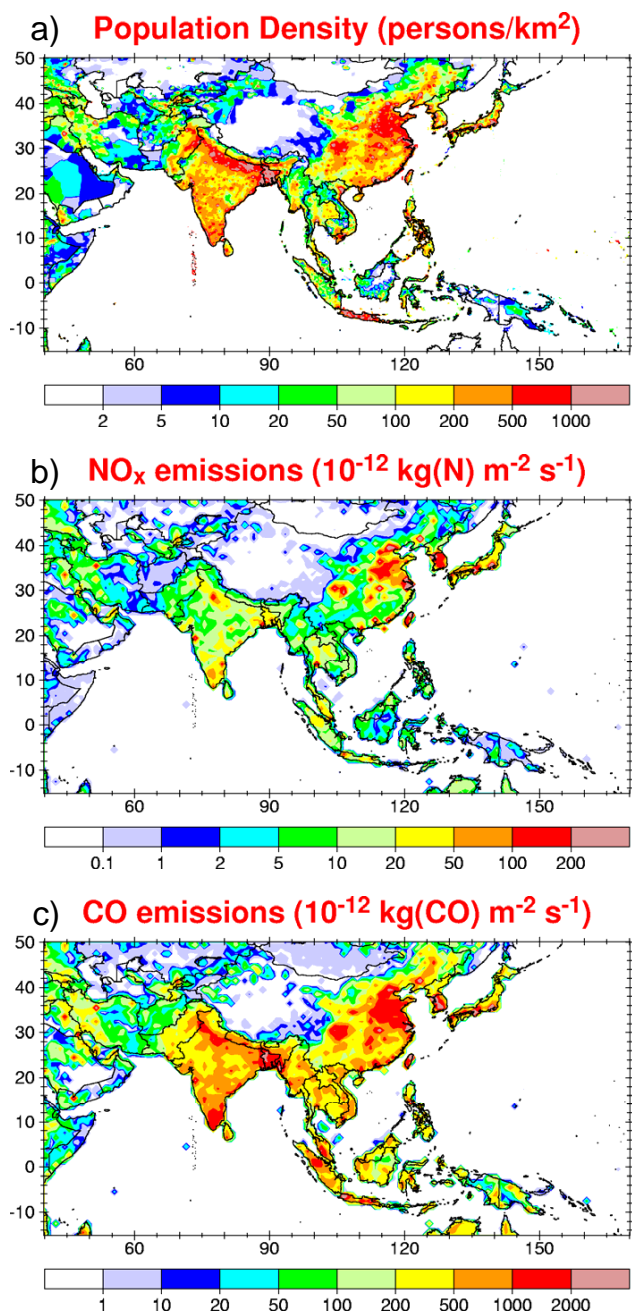 a) Population Density (persons/km²)
50
40
30
20
10
0
-10
60 90 120 150
2 5 10 20 50 100 200 500 1000
b) NOₓ emissions (10⁻¹² kg(N) m⁻² s⁻¹)
50
40
30
20
10
0
-10
60 90 120 150
0.1 1 2 5 10 20 50 100 200
c) CO emissions (10⁻¹² kg(CO) m⁻² s⁻¹)
50
40
30
20
10
0
-10
60 90 120 150
1 10 20 50 100 200 500 1000 2000